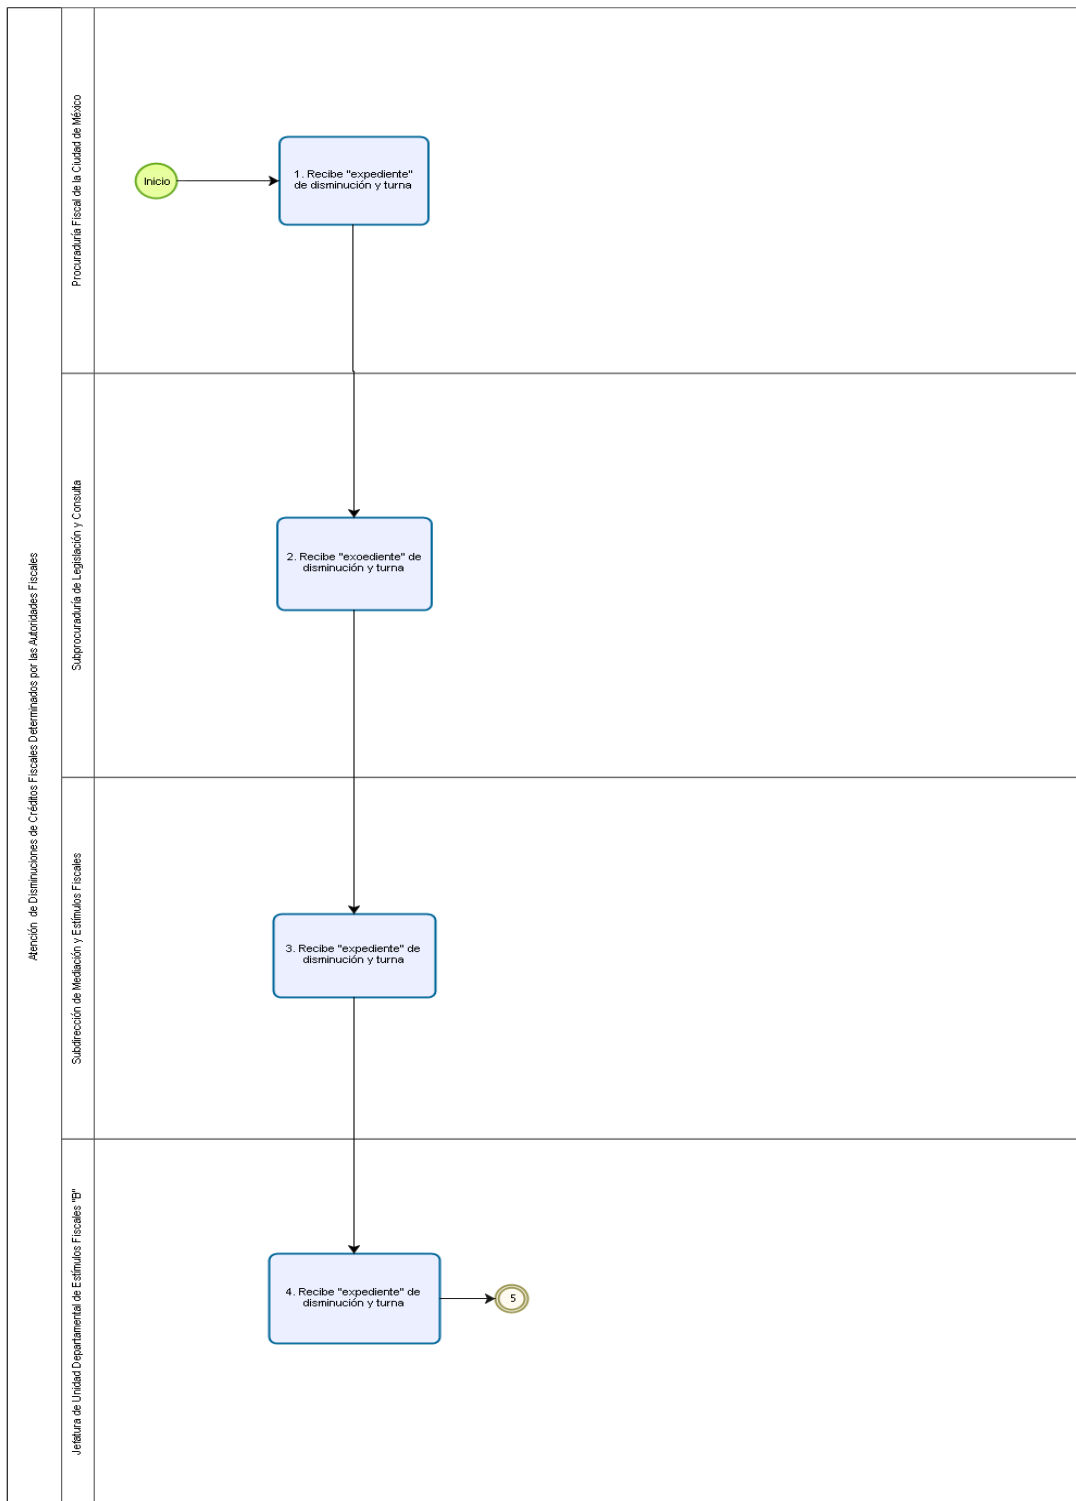 Atención de Disminuciones de Créditos Fiscales Determinados por las Autoridades Fiscales
Procuraduría Fiscal de la Ciudad de México
Inicio
1. Recibe "expediente"
de disminución y turna
Subprocuraduría de Legislación y Consulta
2. Recibe "exoediente" de
disminución y turna
Subdirección de Mediación y Estímulos Fiscales
3. Recibe "expediente" de
disminución y turna
Jefatura de Unidad Departamental de Estímulos Fiscales "B"
4. Recibe "expediente" de
disminución y turna
5